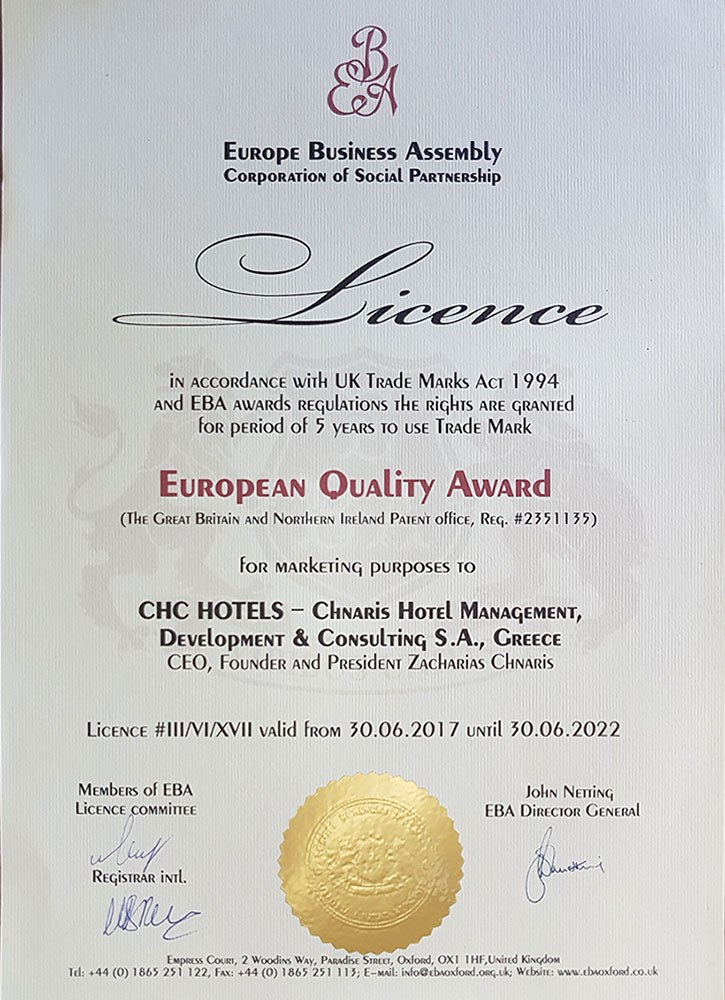 EBA
Europe Business Assembly
Corporation of Social Partnership
Licence
in accordance with UK Trade Marks Act 1994
and EBA awards regulations the rights are granted
for period of 5 years to use Trade Mark
European Quality Award
(The Great Britain and Northern Ireland Patent office, Reg. #2351135)
for marketing purposes to
CHC HOTELS – Chnaris Hotel Management,
Development & Consulting S.A., Greece
CEO, Founder and President Zacharias Chnaris
Licence #III/VI/XVII valid from 30.06.2017 until 30.06.2022
Members of EBA
Licence committee
Registrar intl.
John Netting
EBA Director General
Empress Court, 2 Woodins Way, Paradise Street, Oxford, OX1 1HF,United Kingdom
Tel: +44 (0) 1865 251 122, Fax: +44 (0) 1865 251 113; E-mail: info@ebaoxford.org.uk; Website: www.ebaoxford.co.uk